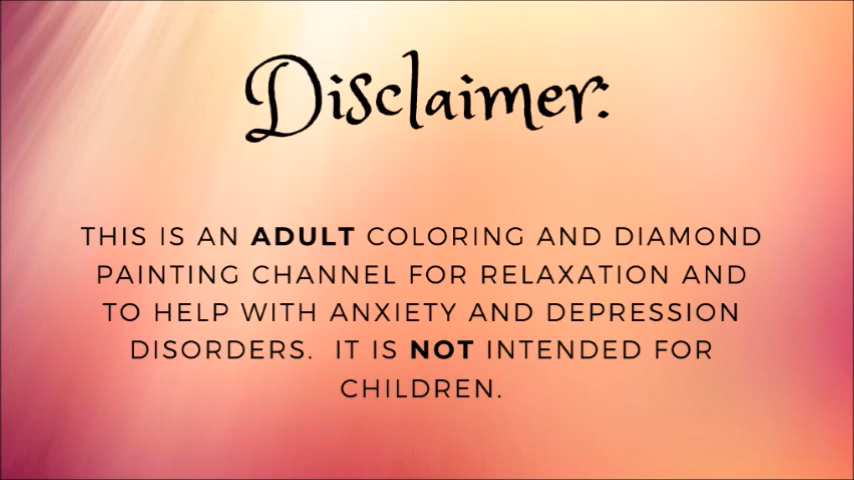 Disclaimer:
THIS IS AN ADULT COLORING AND DIAMOND
PAINTING CHANNEL FOR RELAXATION AND
TO HELP WITH ANXIETY AND DEPRESSION
DISORDERS.  IT IS NOT INTENDED FOR
CHILDREN.